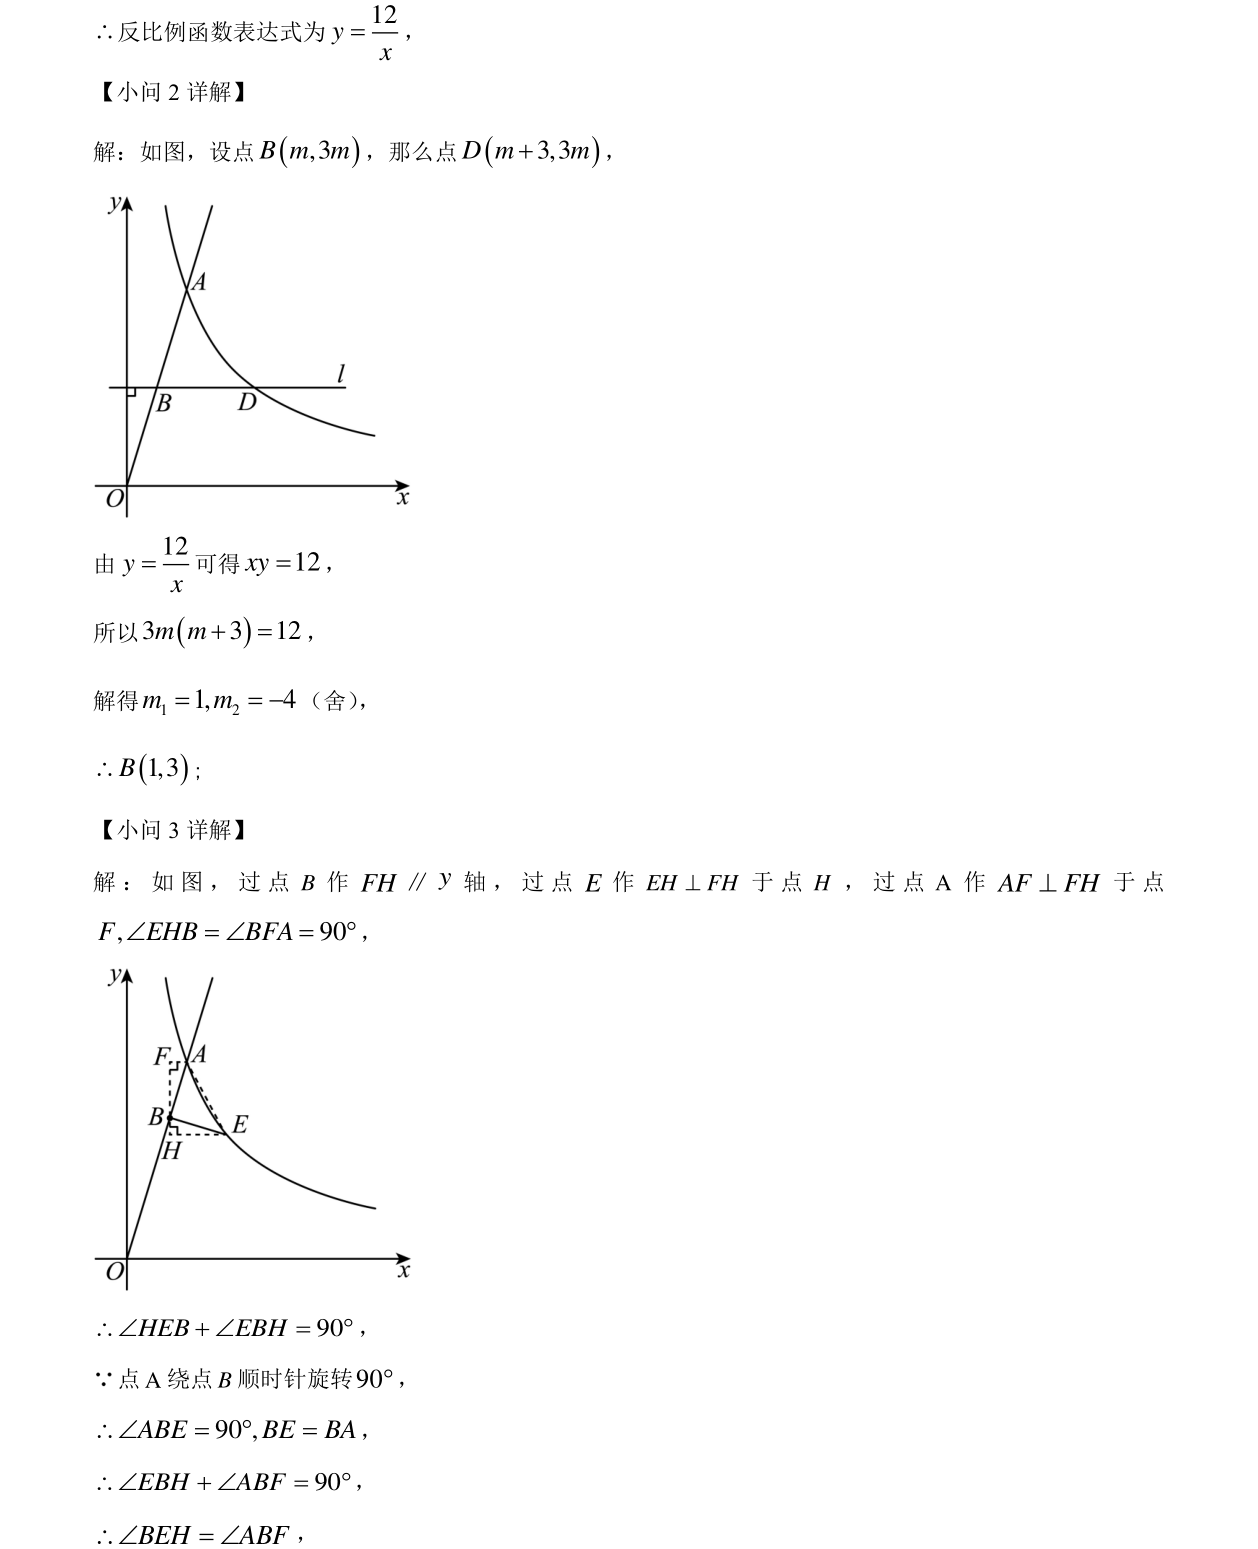 ∴反比例函数表达式为 y = 12/x，
【小问 2 详解】
解：如图，设点 B(m,3m)，那么点 D(m+3,3m)，
y
A
l
B
D
O
x
由 y = 12/x 可得 xy = 12，
所以 3m(m+3) = 12，
解得 m₁ = 1, m₂ = −4（舍），
∴ B(1,3)；
【小问 3 详解】
解：如图，过点 B 作 FH // y 轴，过点 E 作 EH ⊥ FH 于点 H，过点 A 作 AF ⊥ FH 于点
F, ∠EHB = ∠BFA = 90°，
y
F
A
B
E
H
O
x
∴ ∠HEB + ∠EBH = 90°，
∵点 A 绕点 B 顺时针旋转 90°，
∴ ∠ABE = 90°, BE = BA，
∴ ∠EBH + ∠ABF = 90°，
∴ ∠BEH = ∠ABF，